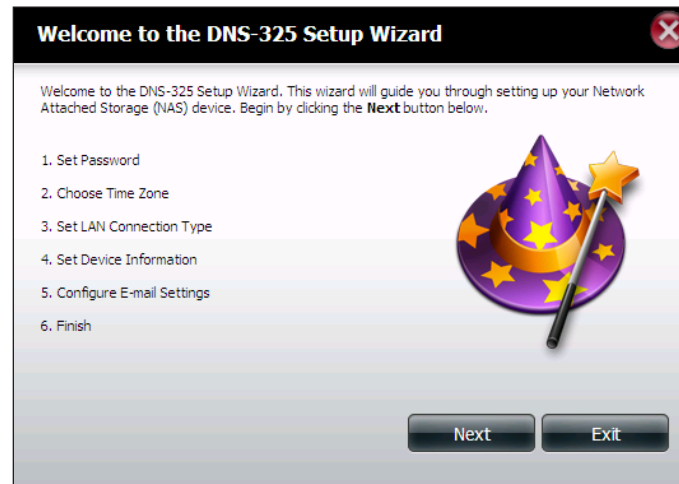 Welcome to the DNS-325 Setup Wizard
Welcome to the DNS-325 Setup Wizard. This wizard will guide you through setting up your Network
Attached Storage (NAS) device. Begin by clicking the Next button below.
1. Set Password
2. Choose Time Zone
3. Set LAN Connection Type
4. Set Device Information
5. Configure E-mail Settings
6. Finish
Next
Exit